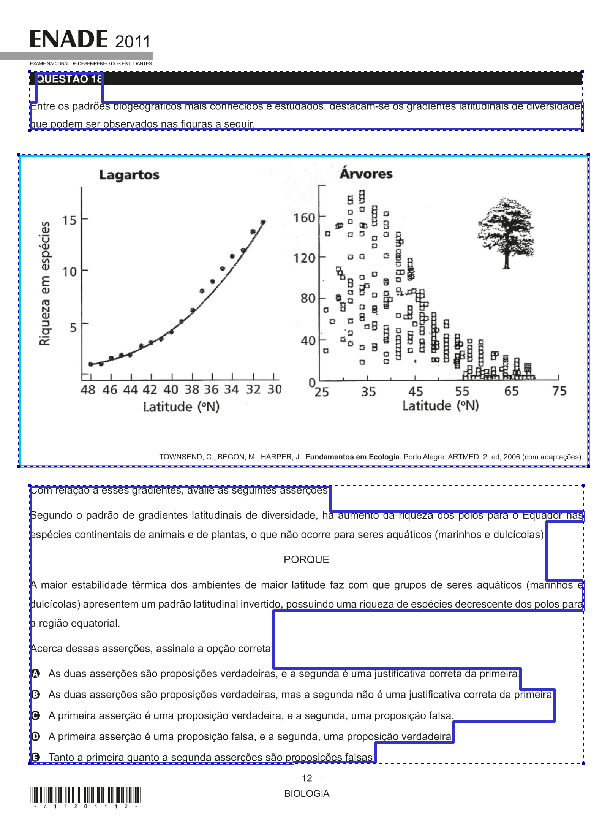 ENADE 2011
EXAME NACIONAL DE DESEMPENHO DOS ESTUDANTES
QUESTÃO 18
Entre os padrões biogeográficos mais conhecidos e estudados, destacam-se os gradientes latitudinais de diversidade,
que podem ser observados nas figuras a seguir.
Lagartos
Riqueza em espécies
15
10
5
48 46 44 42 40 38 36 34 32 30
Latitude (ºN)
Árvores
160
120
80
40
0
25 35 45 55 65 75
Latitude (ºN)
TOWNSEND, C., BEGON, M., HARPER, J. Fundamentos em Ecologia. Porto Alegre: ARTMED. 2. ed, 2006 (com adaptações).
Com relação a esses gradientes, avalie as seguintes asserções.
Segundo o padrão de gradientes latitudinais de diversidade, há aumento da riqueza dos polos para o Equador nas
espécies continentais de animais e de plantas, o que não ocorre para seres aquáticos (marinhos e dulcícolas)
PORQUE
A maior estabilidade térmica dos ambientes de maior latitude faz com que grupos de seres aquáticos (marinhos e
dulcícolas) apresentem um padrão latitudinal invertido, possuindo uma riqueza de espécies decrescente dos polos para
a região equatorial.
Acerca dessas asserções, assinale a opção correta.
A As duas asserções são proposições verdadeiras, e a segunda é uma justificativa correta da primeira.
B As duas asserções são proposições verdadeiras, mas a segunda não é uma justificativa correta da primeira.
C A primeira asserção é uma proposição verdadeira, e a segunda, uma proposição falsa.
D A primeira asserção é uma proposição falsa, e a segunda, uma proposição verdadeira.
E Tanto a primeira quanto a segunda asserções são proposições falsas.
12
BIOLOGIA